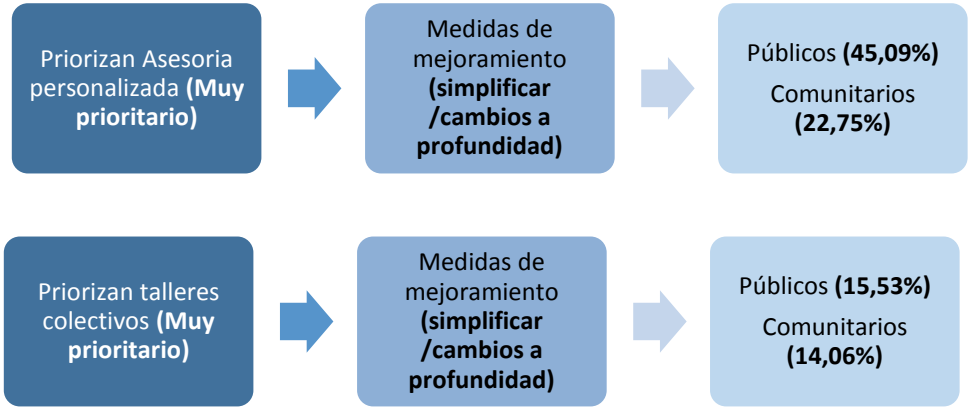 Priorizan Asesoria
personalizada (Muy
prioritario)
Medidas de
mejoramiento
(simplificar
/cambios a
profundidad)
Públicos (45,09%)
Comunitarios
(22,75%)
Priorizan talleres
colectivos (Muy
prioritario)
Medidas de
mejoramiento
(simplificar
/cambios a
profundidad)
Públicos (15,53%)
Comunitarios
(14,06%)